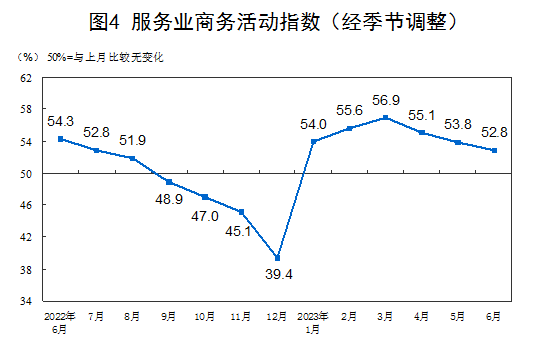 图4 服务业商务活动指数（经季节调整）
（%）50%=与上月比较无变化
62
58
54
50
46
42
38
34
54.3
52.8
51.9
48.9
47.0
45.1
39.4
54.0
55.6
56.9
55.1
53.8
52.8
2022年
6月
7月
8月
9月
10月
11月
12月
2023年
1月
2月
3月
4月
5月
6月